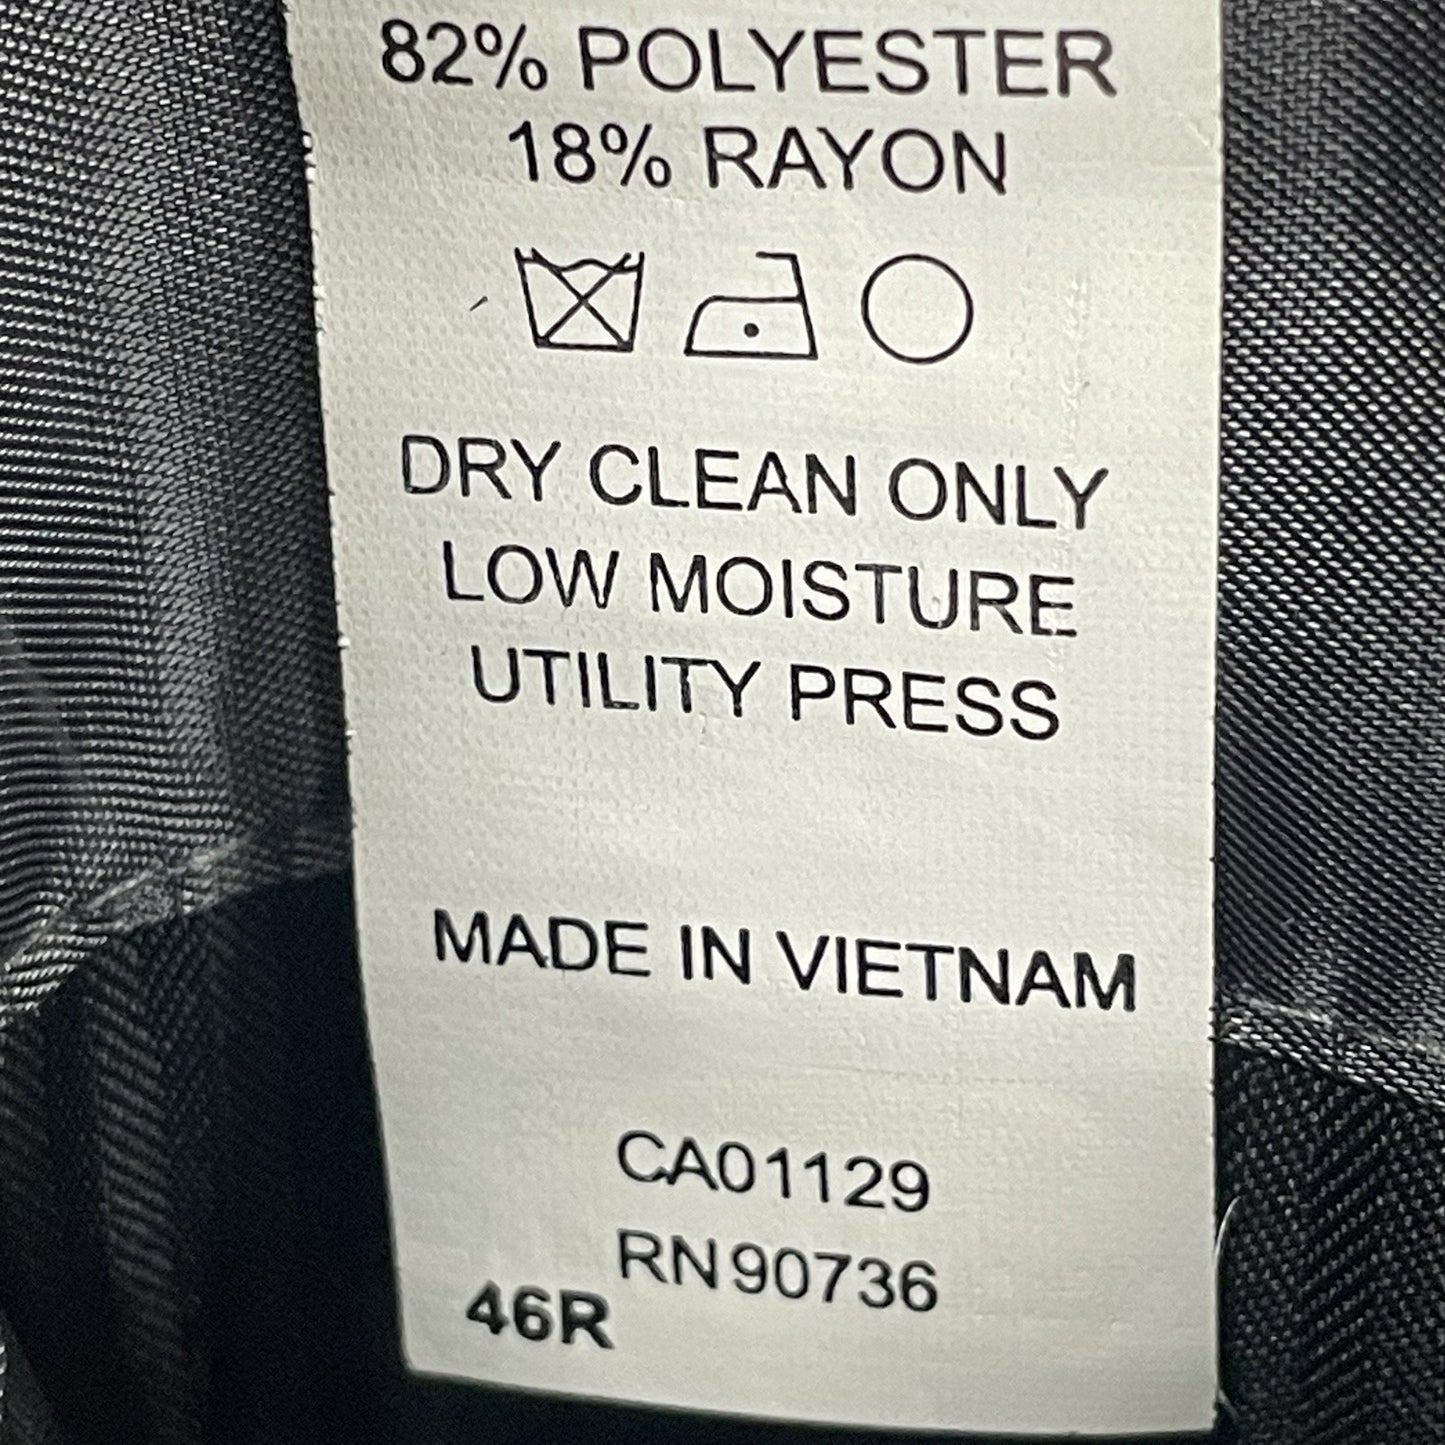 82% POLYESTER
18% RAYON
DRY CLEAN ONLY
LOW MOISTURE
UTILITY PRESS
MADE IN VIETNAM
CA01129
RN90736
46R